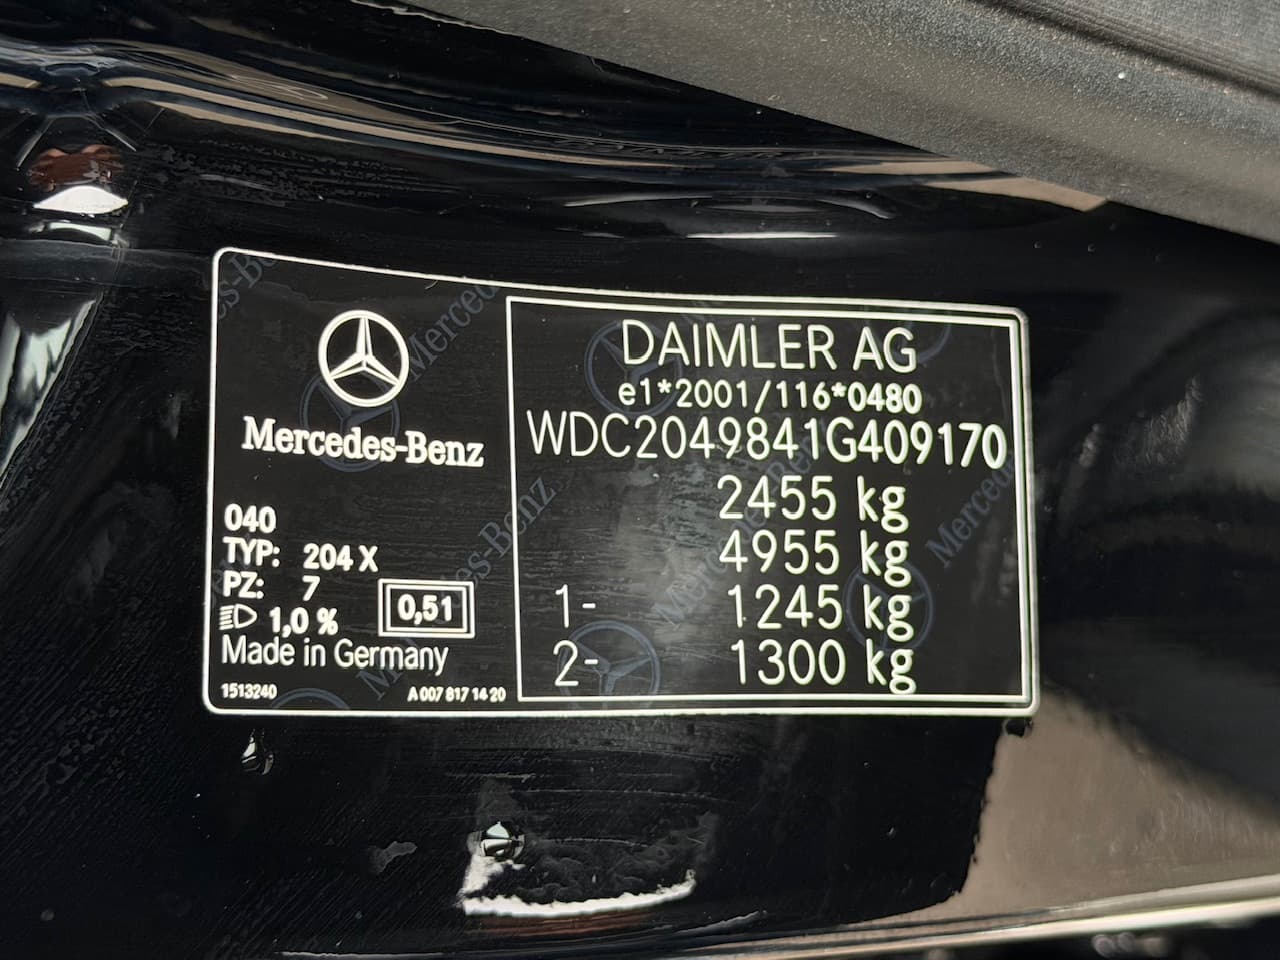 Mercedes-Benz
040
TYP: 204 X
PZ: 7
1,0 %
0,51
Made in Germany
1513240
A 007 817 14 20
DAIMLER AG
e1*2001/116*0480
WDC2049841G409170
2455 kg
4955 kg
1- 1245 kg
2- 1300 kg